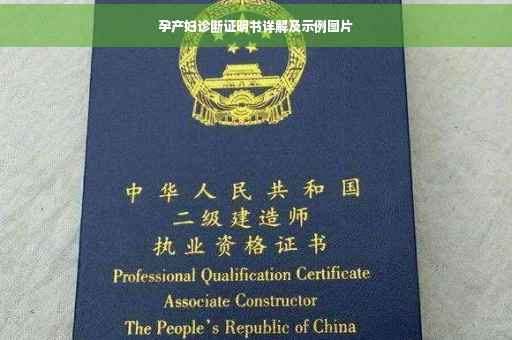 孕产妇诊断证明书详解及示例图片
中华人民共和国
二级建造师
执业资格证书
Professional Qualification Certificate
Associate Constructor
The People's Republic of China